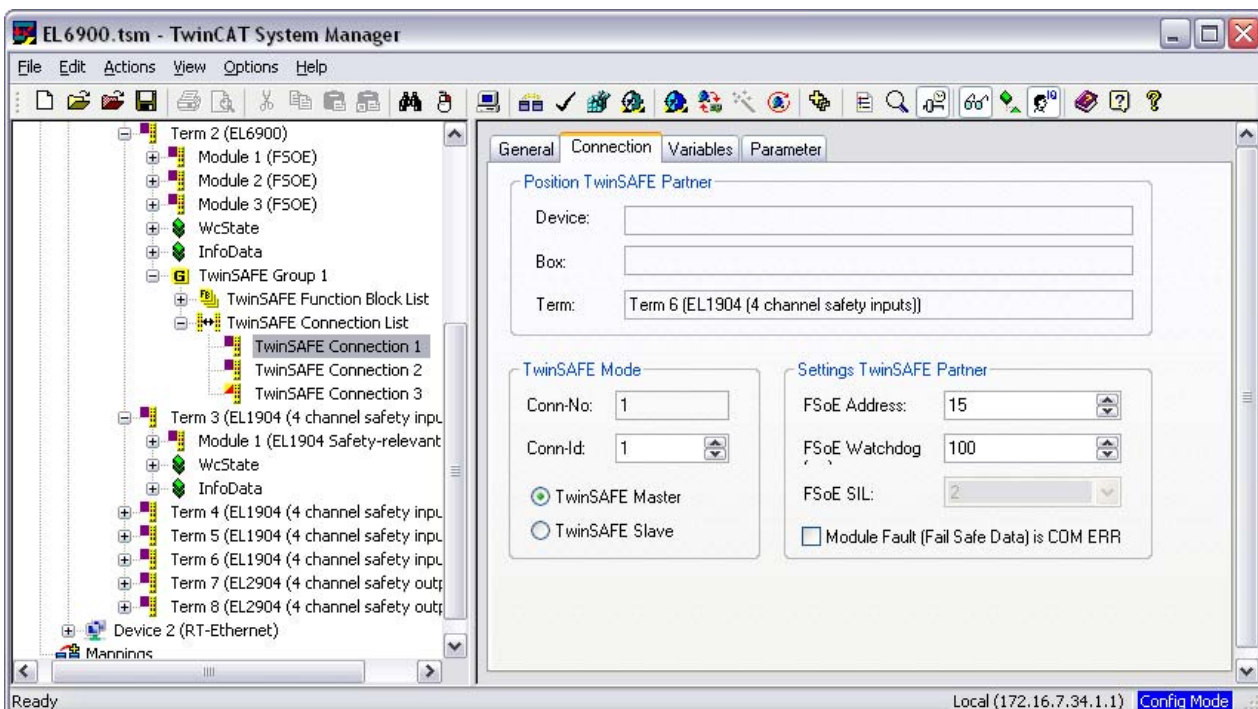 EL6900.tsm - TwinCAT System Manager
File Edit Actions View Options Help
Term 2 (EL6900)
Module 1 (FSOE)
Module 2 (FSOE)
Module 3 (FSOE)
WcState
InfoData
G TwinSAFE Group 1
FB TwinSAFE Function Block List
TwinSAFE Connection List
TwinSAFE Connection 1
TwinSAFE Connection 2
TwinSAFE Connection 3
Term 3 (EL1904 (4 channel safety inpu
Module 1 (EL1904 Safety-relevant
WcState
InfoData
Term 4 (EL1904 (4 channel safety inpu
Term 5 (EL1904 (4 channel safety inpu
Term 6 (EL1904 (4 channel safety inpu
Term 7 (EL2904 (4 channel safety outp
Term 8 (EL2904 (4 channel safety outp
Device 2 (RT-Ethernet)
Mappings
General Connection Variables Parameter
Position TwinSAFE Partner
Device:
Box:
Term: Term 6 (EL1904 (4 channel safety inputs))
TwinSAFE Mode
Conn-No: 1
Conn-Id: 1
TwinSAFE Master
TwinSAFE Slave
Settings TwinSAFE Partner
FSoE Address: 15
FSoE Watchdog 100
FSoE SIL: 2
Module Fault (Fail Safe Data) is COM ERR
Ready
Local (172.16.7.34.1.1) Config Mode